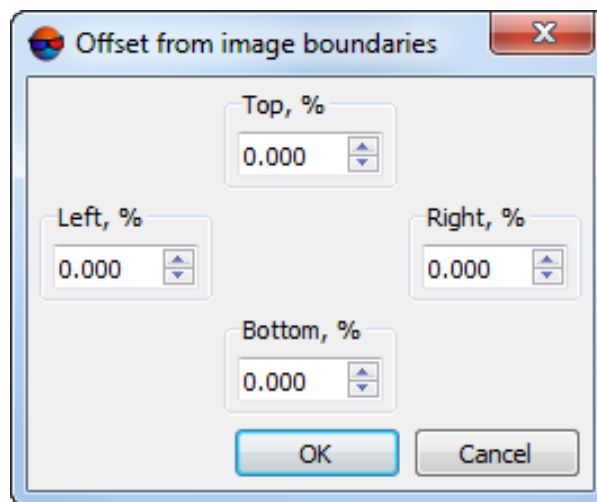 Offset from image boundaries
Top, %
0.000
Left, %
Right, %
0.000
0.000
Bottom, %
0.000
OK
Cancel